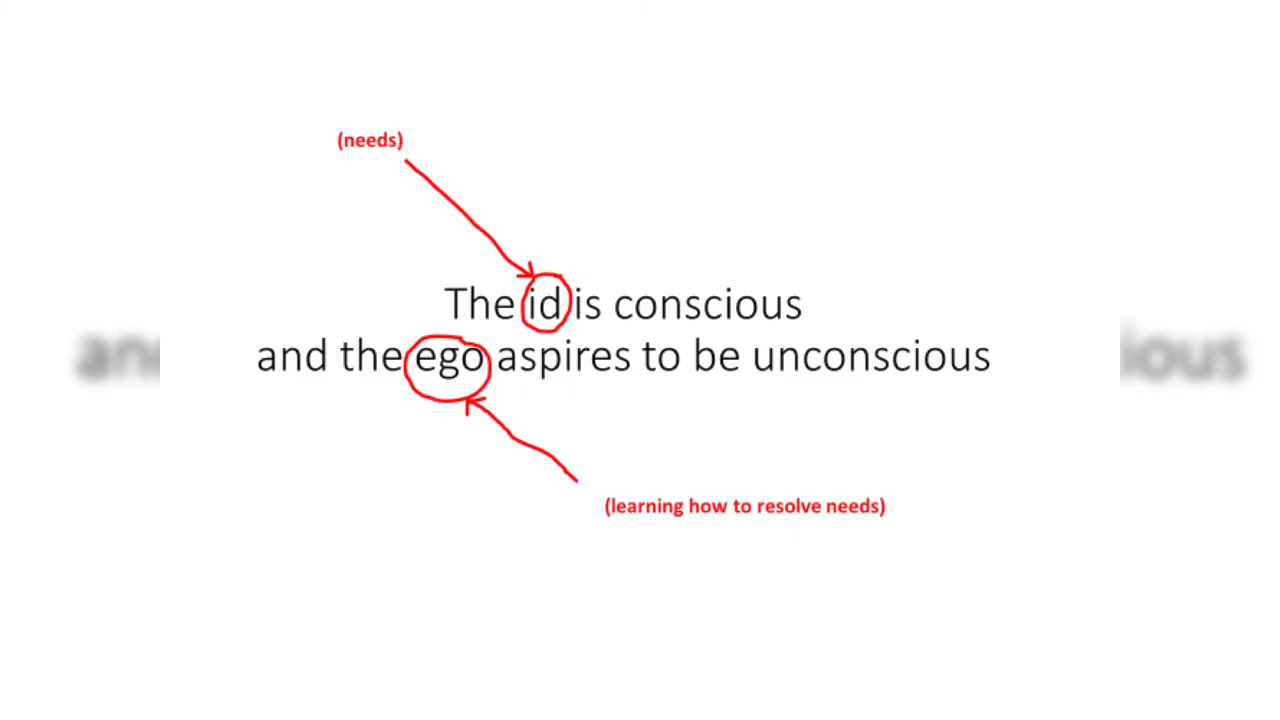 (needs)
The id is conscious
and the ego aspires to be unconscious
(learning how to resolve needs)